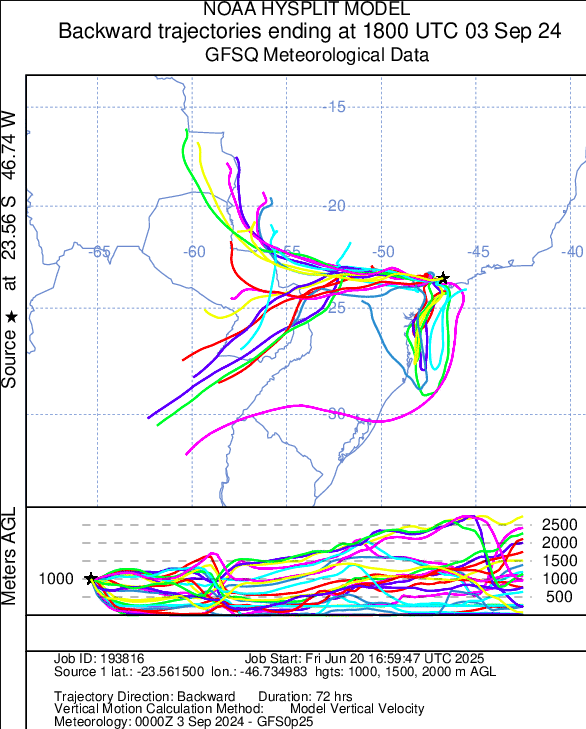 NOAA HYSPLIT MODEL
Backward trajectories ending at 1800 UTC 03 Sep 24
GFSQ Meteorological Data
Source ★ at 23.56 S 46.74 W
-15
-20
-65 -60 -55 -50 -45 -40
-25
-30
Meters AGL
1000
2500
2000
1500
1000
500
Job ID: 193816 Job Start: Fri Jun 20 16:59:47 UTC 2025
Source 1 lat.: -23.561500 lon.: -46.734983 hgts: 1000, 1500, 2000 m AGL
Trajectory Direction: Backward Duration: 72 hrs
Vertical Motion Calculation Method: Model Vertical Velocity
Meteorology: 0000Z 3 Sep 2024 - GFS0p25